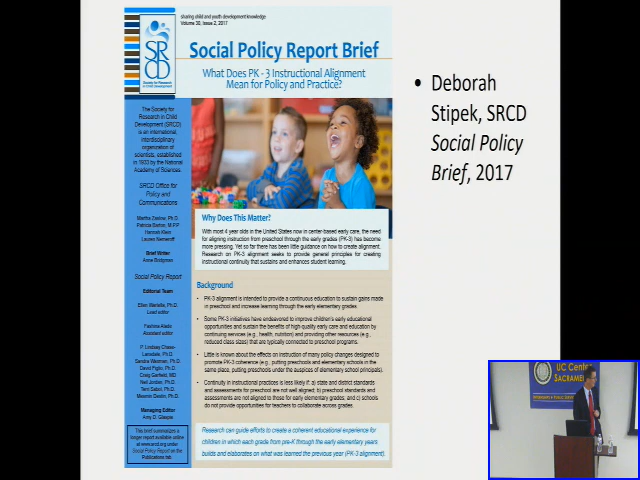 sharing child and youth development knowledge
Volume 30, Issue 2, 2017
SR
CD
Society for Research
in Child Development
Social Policy Report Brief
What Does PK - 3 Instructional Alignment
Mean for Policy and Practice?
The Society for
Research in Child
Development (SRCD)
is an international,
interdisciplinary
organization of
scientists, established
in 1933 by the National
Academy of Sciences
SRCD Office for
Policy and
Communications
Martha Zaslow, Ph.D.
Patricia Barton, M.P.P.
Hannah Klein
Lauren Nemeroff
Brief Writer
Anne Bridgman
Social Policy Report
Editorial Team
Ellen Wartella, Ph.D.
Lead editor
Assistant editor
P. Lindsay Chase-
Lansdale, Ph.D.
David Figlio, Ph.D.
Craig Garfield, MD
Neil Jordan, Ph.D.
Terri Sabol, Ph.D.
Managing Editor
Amy D. Glaspie
This brief summarizes a
longer report available online
at www.srcd.org under
Social Policy Report on the
Publications tab.
Why Does This Matter?
With most 4 year olds in the United States now in center-based early care, the need
for aligning instruction from preschool through the early grades (PK-3) has become
more pressing. Yet so far there has been little guidance on how to create alignment.
Research on PK-3 alignment seeks to provide general principles for creating
instructional continuity that sustains and enhances student learning.
Background
• PK-3 alignment is intended to provide a continuous education to sustain gains made
in preschool and increase learning through the early elementary grades
• Some PK-3 initiatives have endeavored to improve children's early educational
opportunities and sustain the benefits of high-quality early care and education by
continuing services (e.g., health, nutrition) and providing other resources (e.g.,
reduced class sizes) that are typically connected to preschool programs.
• Little is known about the effects on instruction of many policy changes designed to
promote PK-3 coherence (e.g., putting preschools and elementary schools in the
same place, putting preschools under the auspices of elementary school principals).
• Continuity in instructional practices is less likely if: a) state and district standards
and assessments for preschool are not well aligned; b) preschool standards and
assessments are not aligned to those for early elementary grades; and c) schools
do not provide opportunities for teachers to collaborate across grades.
Research can guide efforts to create a coherent educational experience for
children in which each grade from pre-K through the early elementary years
builds and elaborates on what was learned the previous year (PK-3 alignment).
• Deborah
Stipek, SRCD
Social Policy
Brief, 2017
UC Center
SACRAMEN